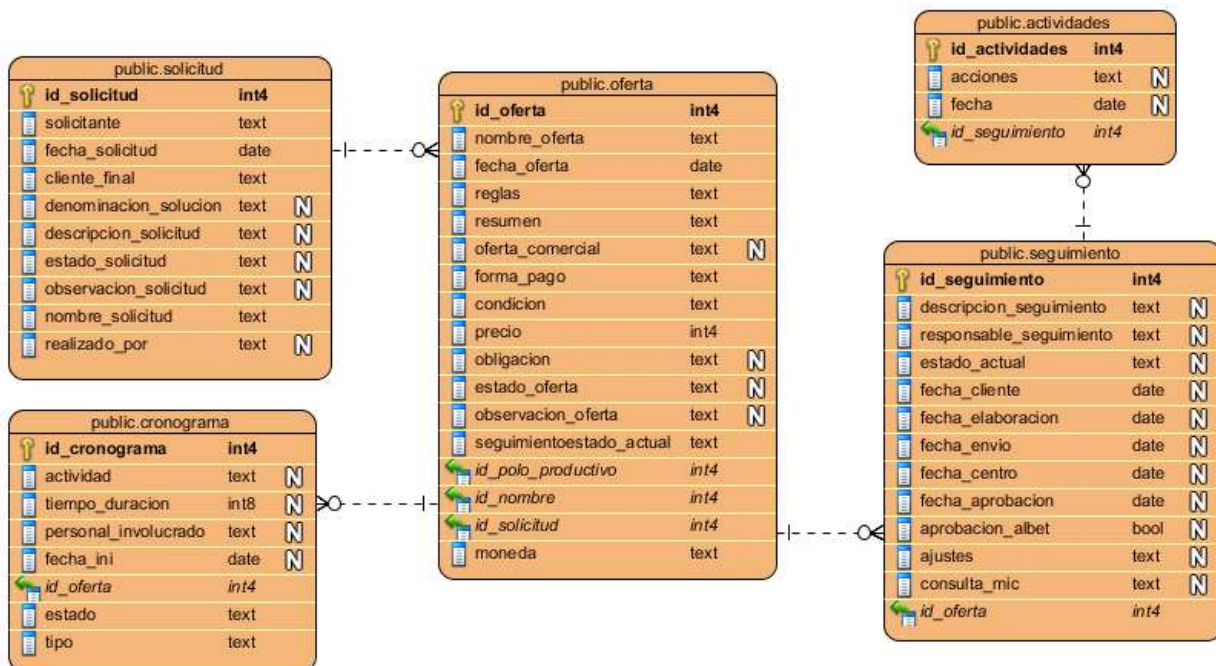 public.solicitud
id_solicitud int4
solicitante text
fecha_solicitud date
cliente_final text
denominacion_solucion text N
descripcion_solicitud text N
estado_solicitud text N
observacion_solicitud text N
nombre_solicitud text
realizado_por text N
public.cronograma
id_cronograma int4
actividad text N
tiempo_duracion int8 N
personal_involucrado text N
fecha_ini date N
id_oferta int4
estado text
tipo text
public.oferta
id_oferta int4
nombre_oferta text
fecha_oferta date
reglas text
resumen text
oferta_comercial text N
forma_pago text
condicion text
precio int4
obligacion text N
estado_oferta text N
observacion_oferta text N
seguimientoestado_actual text
id_polo_productivo int4
id_nombre int4
id_solicitud int4
moneda text
public.actividades
id_actividades int4
acciones text N
fecha date N
id_seguimiento int4
public.seguimiento
id_seguimiento int4
descripcion_seguimiento text N
responsable_seguimiento text N
estado_actual text N
fecha_cliente date N
fecha_elaboracion date N
fecha_envio date N
fecha_centro date N
fecha_aprobacion date N
aprobacion_albet bool N
ajustes text N
consulta_mic text N
id_oferta int4